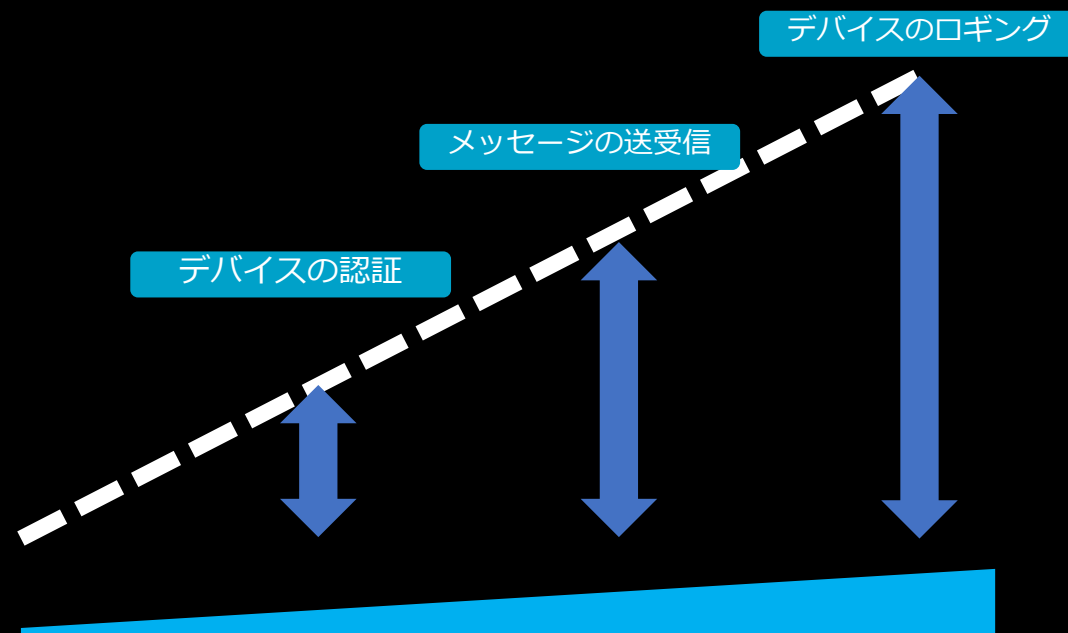 デバイスのロギング
メッセージの送受信
デバイスの認証